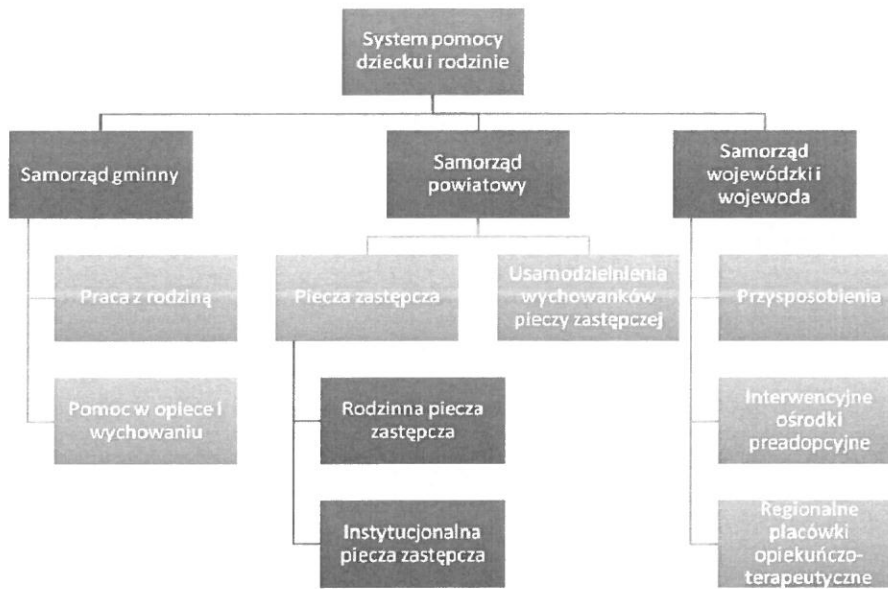 System pomocy
dziecku i rodzinie
Samorząd gminny
Samorząd
powiatowy
Samorząd
wojewódzki i
wojewoda
Praca z rodziną
Piecza zastępcza
Usamodzielnienia
wychowanków
pieczy zastępczej
Przysposobienia
Pomoc w opiece i
wychowaniu
Rodzinna piecza
zastępcza
Interwencyjne
ośrodki
preadopcyjne
Instytucjonalna
piecza zastępcza
Regionalne
placówki
opiekuńczo-
terapeutyczne